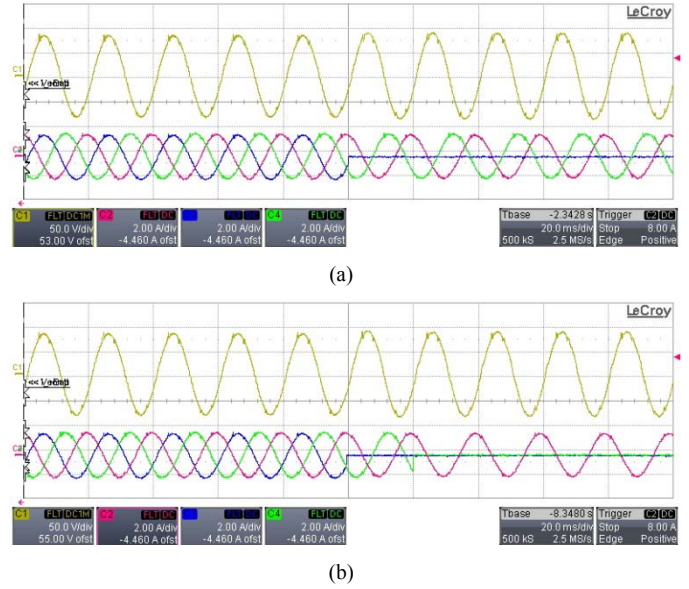 LeCroy
C1
C1 FLT DC1M
50.0 V/div
53.00 V ofst
C2 FLT DC
2.00 A/div
-4.460 A ofst
2.00 A/div
-4.460 A ofst
C4 FLT DC
2.00 A/div
-4.460 A ofst
Tbase -2.3428 s
20.0 ms/div
500 kS 2.5 MS/s
Trigger C2 DC
Stop 8.00 A
Edge Positive
(a)
LeCroy
C1
C1 FLT DC1M
50.0 V/div
55.00 V ofst
C2 FLT DC
2.00 A/div
-4.460 A ofst
2.00 A/div
-4.460 A ofst
C4 FLT DC
2.00 A/div
-4.460 A ofst
Tbase -8.3480 s
20.0 ms/div
500 kS 2.5 MS/s
Trigger C2 DC
Stop 8.00 A
Edge Positive
(b)